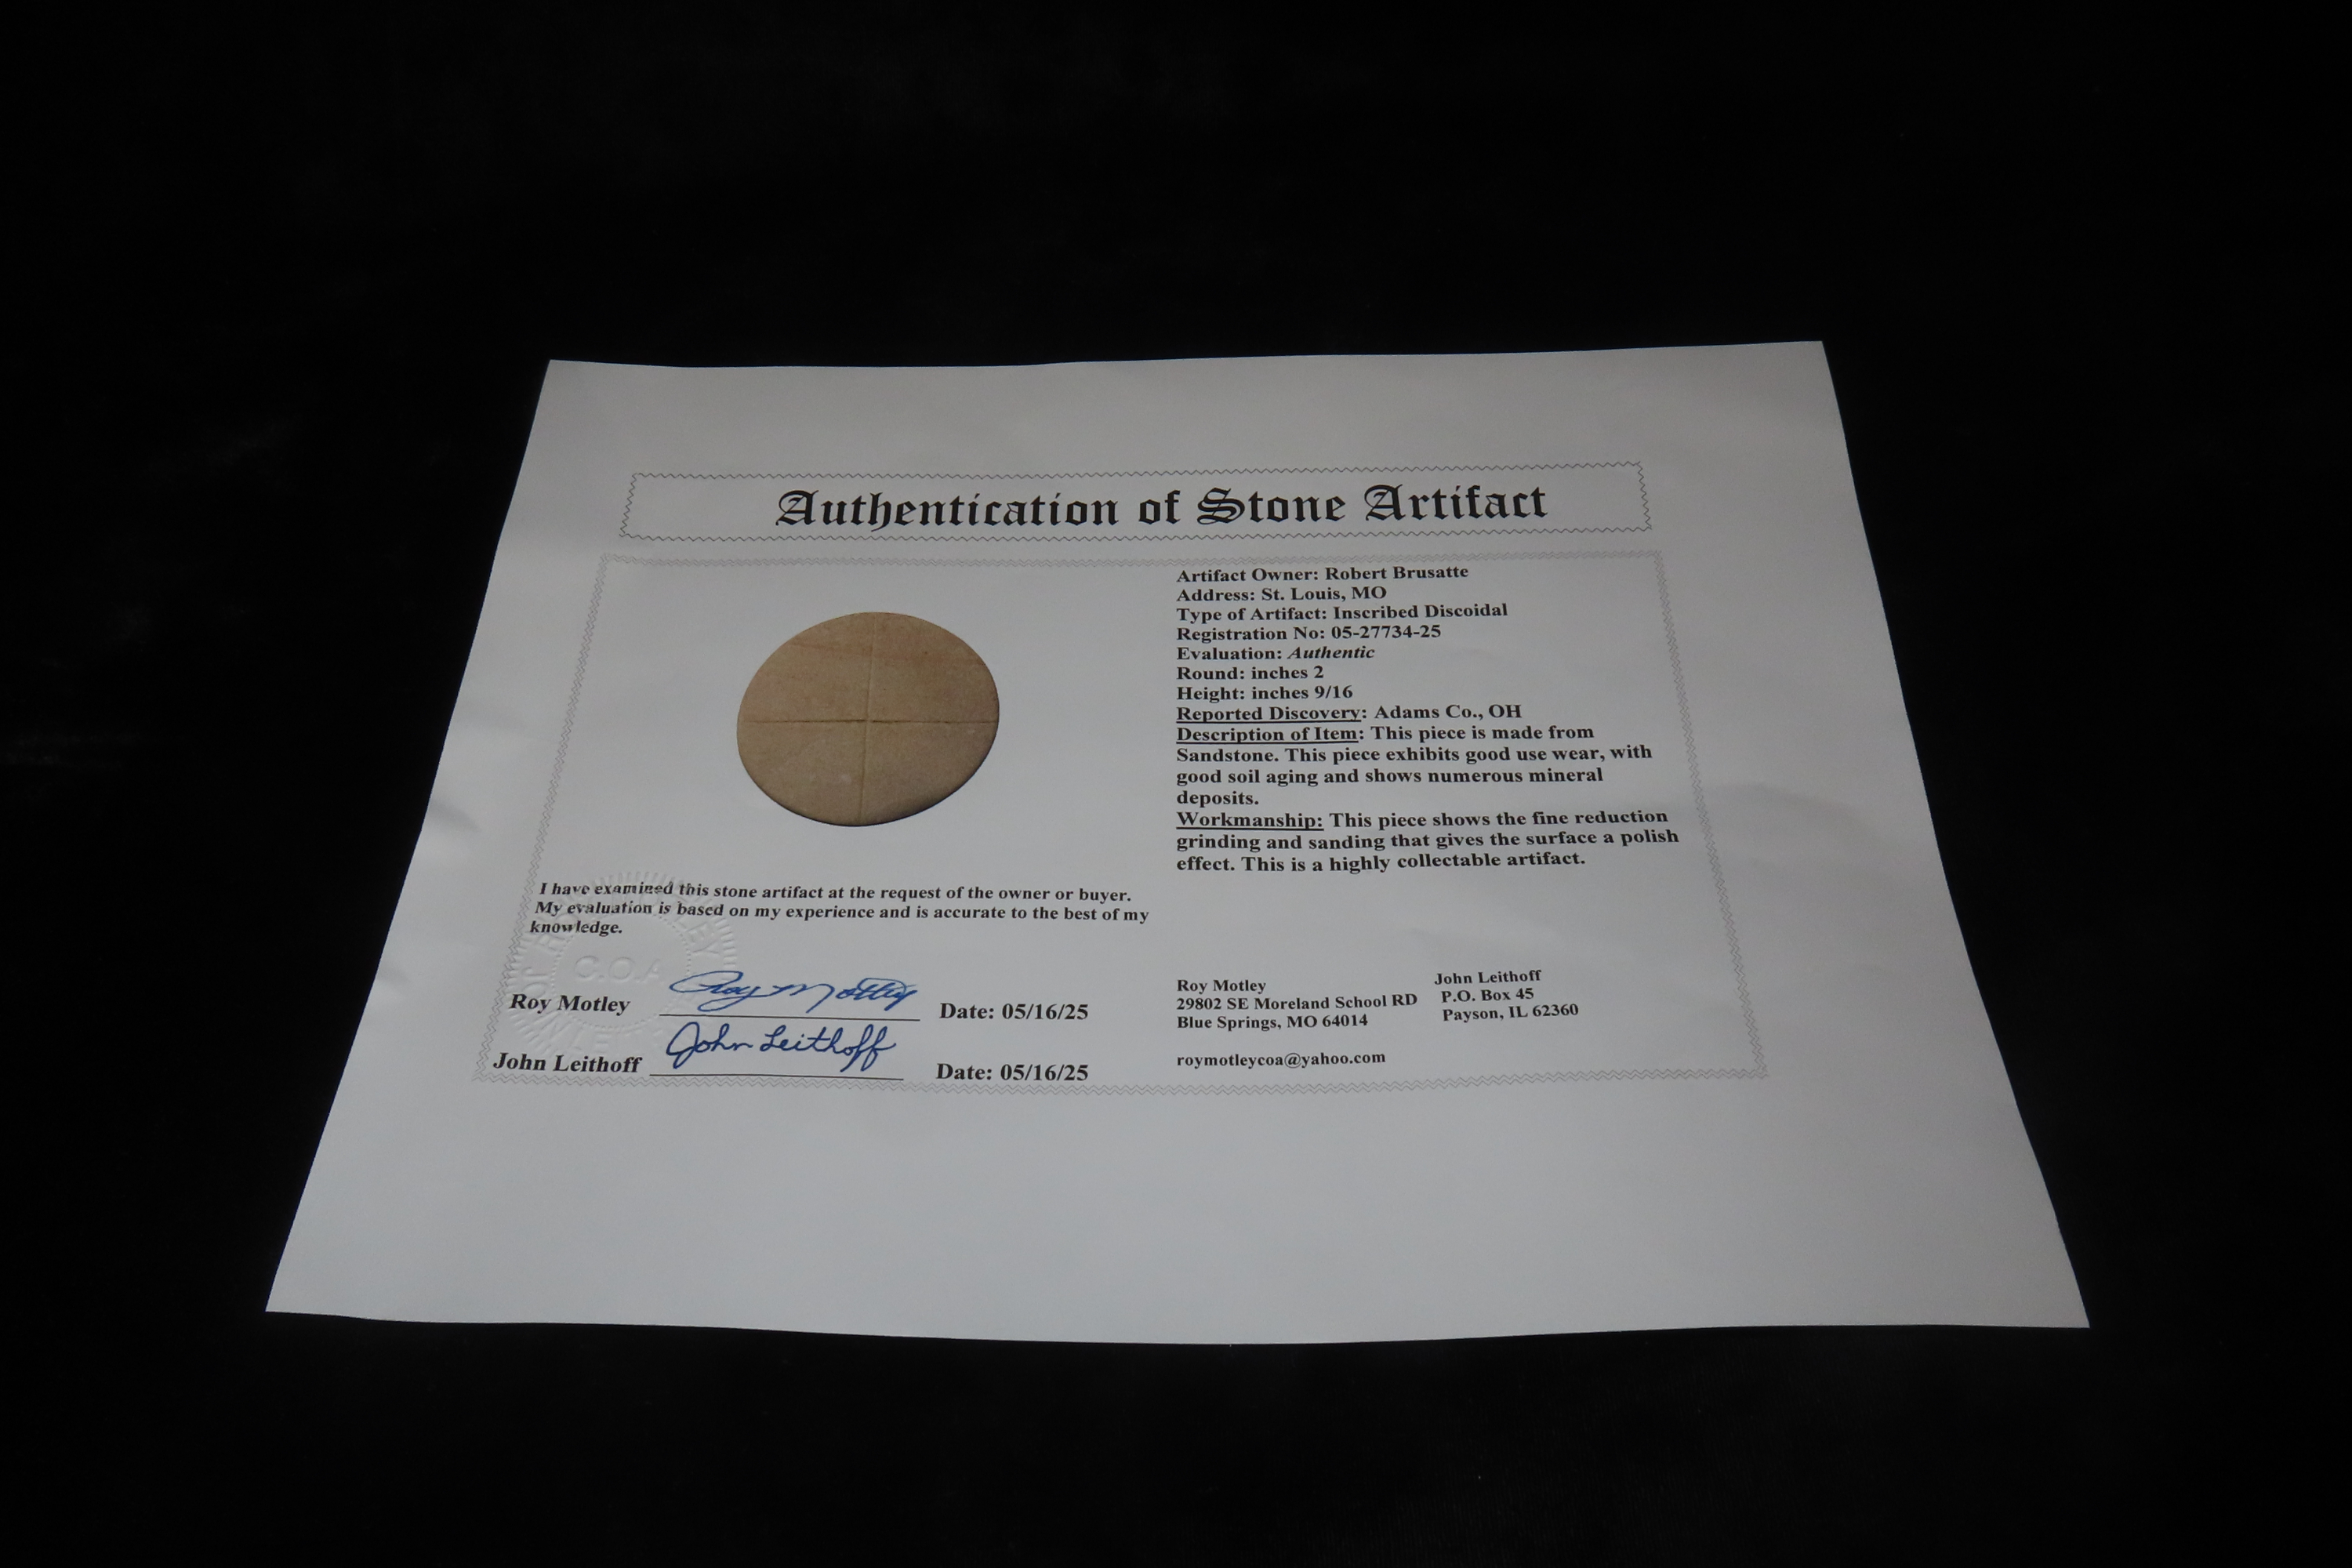 Authentication of Stone Artifact
Artifact Owner: Robert Brusatte
Address: St. Louis, MO
Type of Artifact: Inscribed Discoidal
Registration No: 05-27734-25
Evaluation: Authentic
Round: inches 2
Height: inches 9/16
Reported Discovery: Adams Co., OH
Description of Item: This piece is made from
Sandstone. This piece exhibits good use wear, with
good soil aging and shows numerous mineral
deposits.
Workmanship: This piece shows the fine reduction
grinding and sanding that gives the surface a polish
effect. This is a highly collectable artifact.
I have examined this stone artifact at the request of the owner or buyer.
My evaluation is based on my experience and is accurate to the best of my
knowledge.
Roy Motley Roy Motley Date: 05/16/25
John Leithoff John Leithoff Date: 05/16/25
Roy Motley
29802 SE Moreland School RD
Blue Springs, MO 64014
roymotleycoa@yahoo.com
John Leithoff
P.O. Box 45
Payson, IL 62360